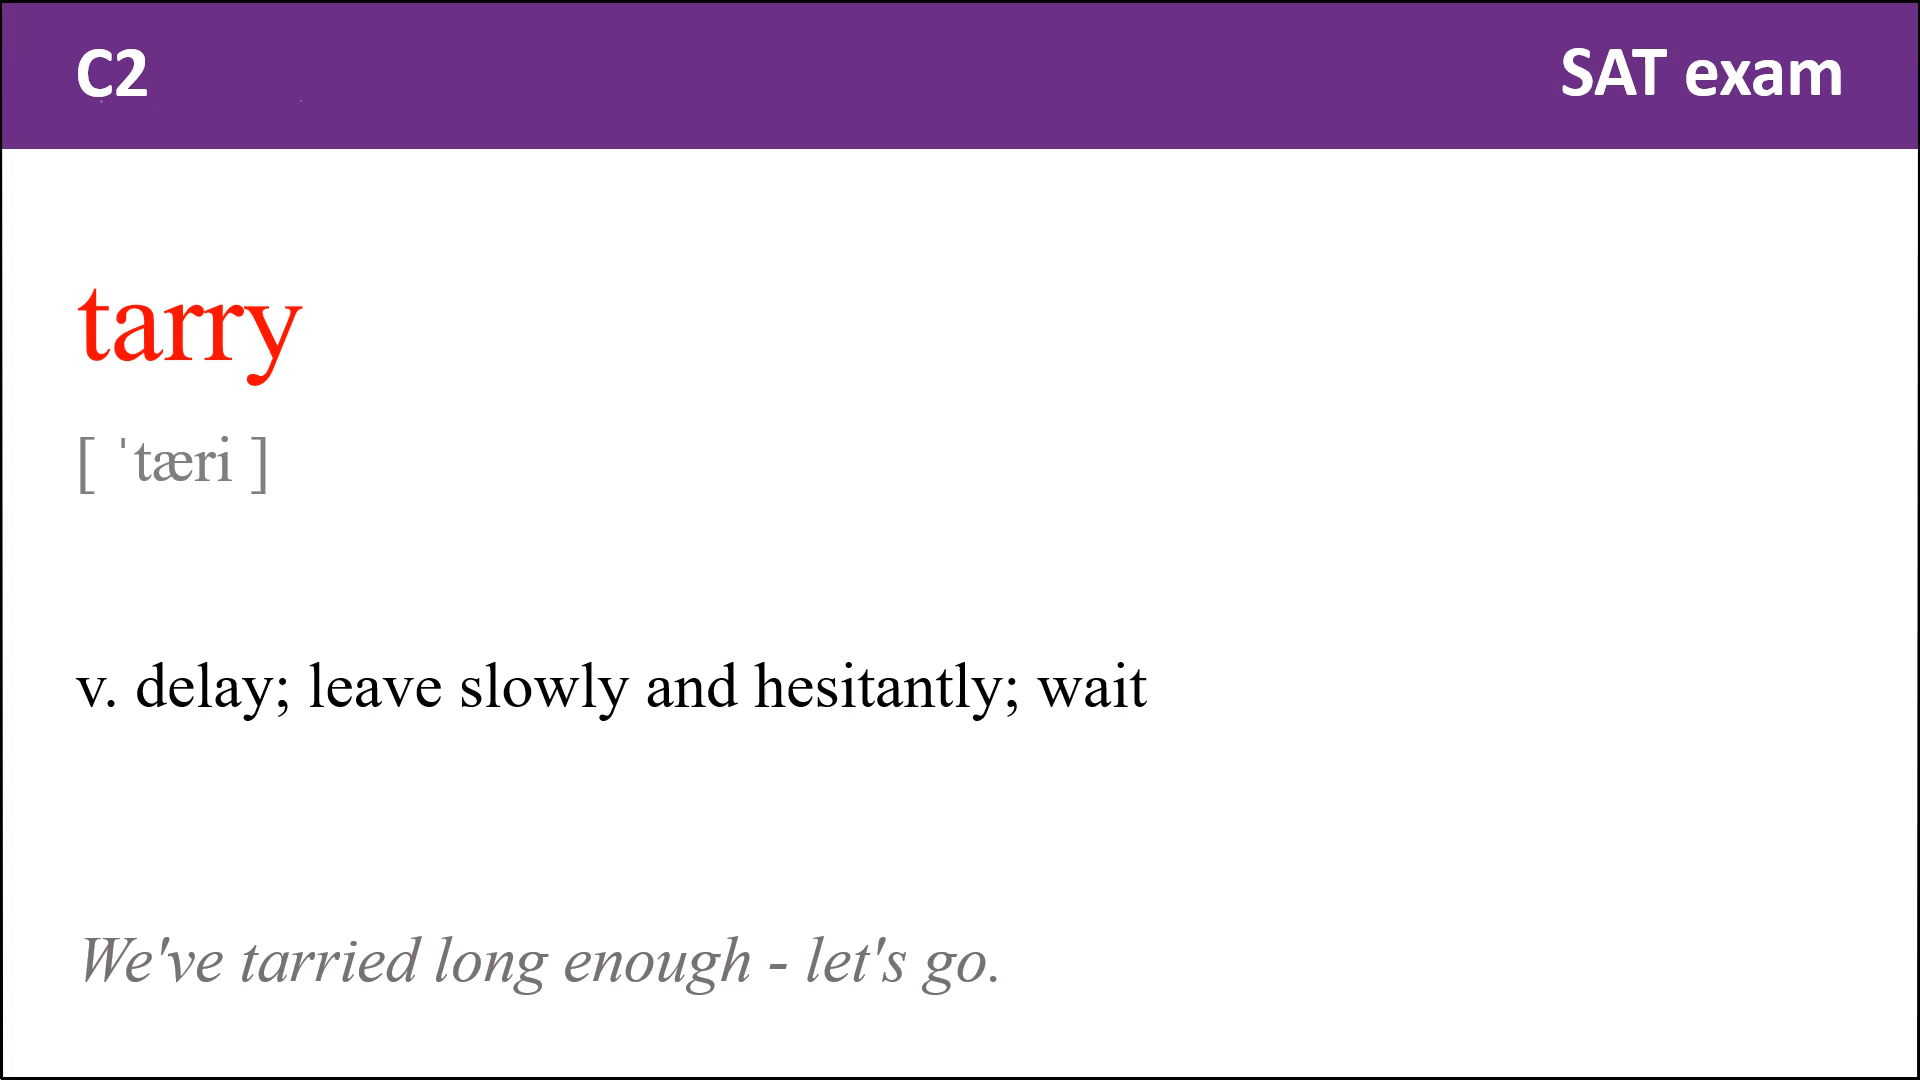 C2 SAT exam
tarry
[ ˈtæri ]
v. delay; leave slowly and hesitantly; wait
We've tarried long enough - let's go.